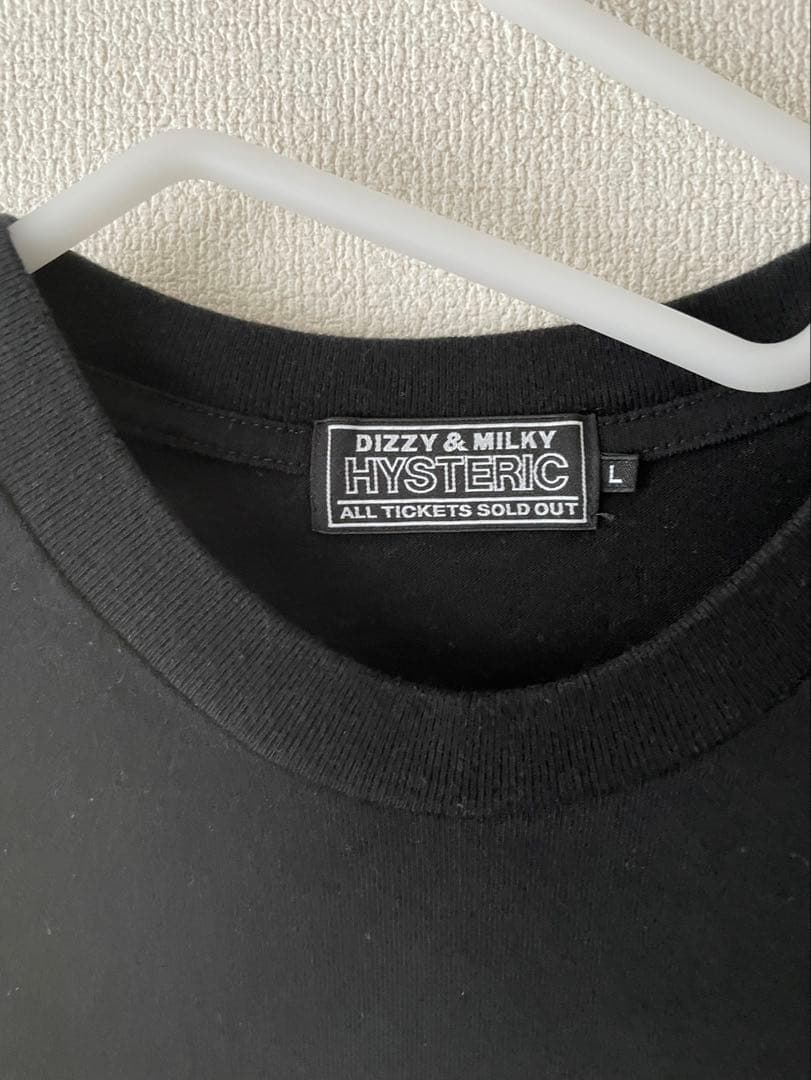 DIZZY & MILKY
HYSTERIC
ALL TICKETS SOLD OUT
L